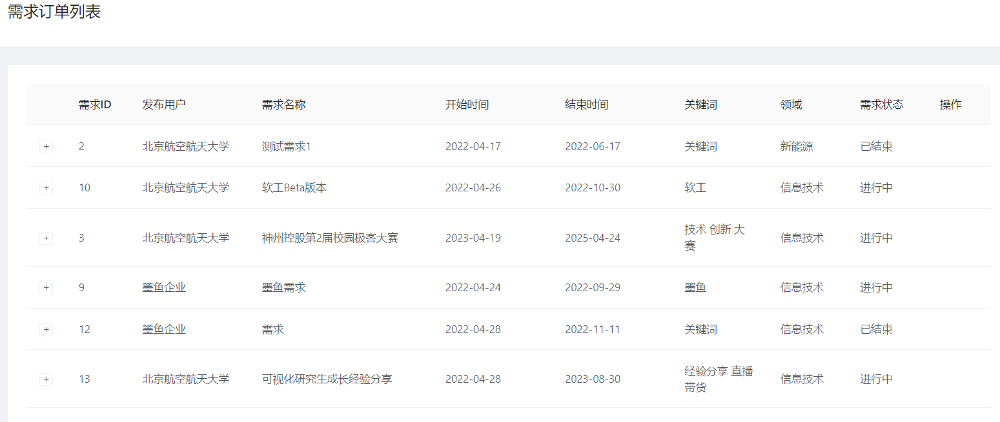 需求订单列表
需求ID 发布用户 需求名称 开始时间 结束时间 关键词 领域 需求状态 操作
+ 2 北京航空航天大学 测试需求1 2022-04-17 2022-06-17 关键词 新能源 已结束
+ 10 北京航空航天大学 软工Beta版本 2022-04-26 2022-10-30 软工 信息技术 进行中
+ 3 北京航空航天大学 神州控股第2届校园极客大赛 2023-04-19 2025-04-24 技术 创新 大
赛 信息技术 进行中
+ 9 墨鱼企业 墨鱼需求 2022-04-24 2022-09-29 墨鱼 信息技术 进行中
+ 12 墨鱼企业 需求 2022-04-28 2022-11-11 关键词 信息技术 已结束
+ 13 北京航空航天大学 可视化研究生成长经验分享 2022-04-28 2023-08-30 经验分享 直播
带货 信息技术 进行中